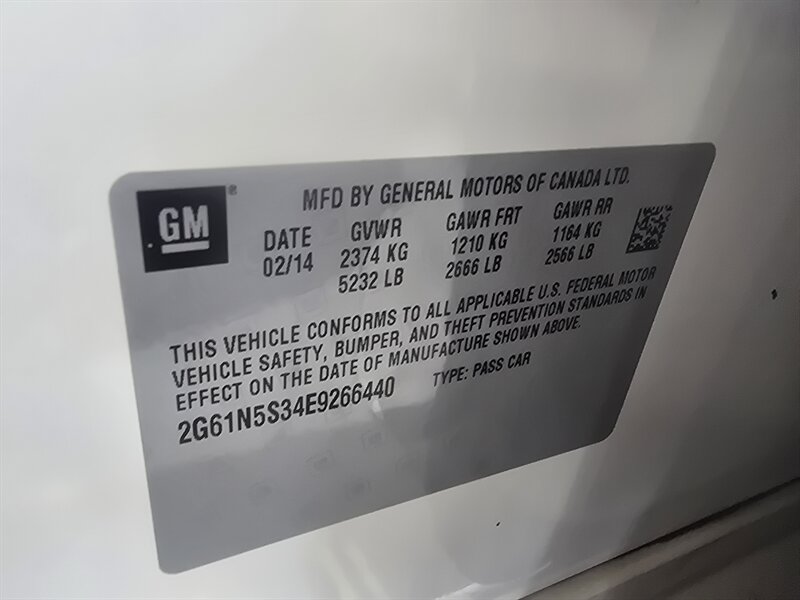 GM®
MFD BY GENERAL MOTORS OF CANADA LTD.
DATE GVWR GAWR FRT GAWR RR
02/14 2374 KG 1210 KG 1164 KG
5232 LB 2666 LB 2566 LB
THIS VEHICLE CONFORMS TO ALL APPLICABLE U.S. FEDERAL MOTOR
VEHICLE SAFETY, BUMPER, AND THEFT PREVENTION STANDARDS IN
EFFECT ON THE DATE OF MANUFACTURE SHOWN ABOVE.
2G61N5S34E9266440 TYPE: PASS CAR